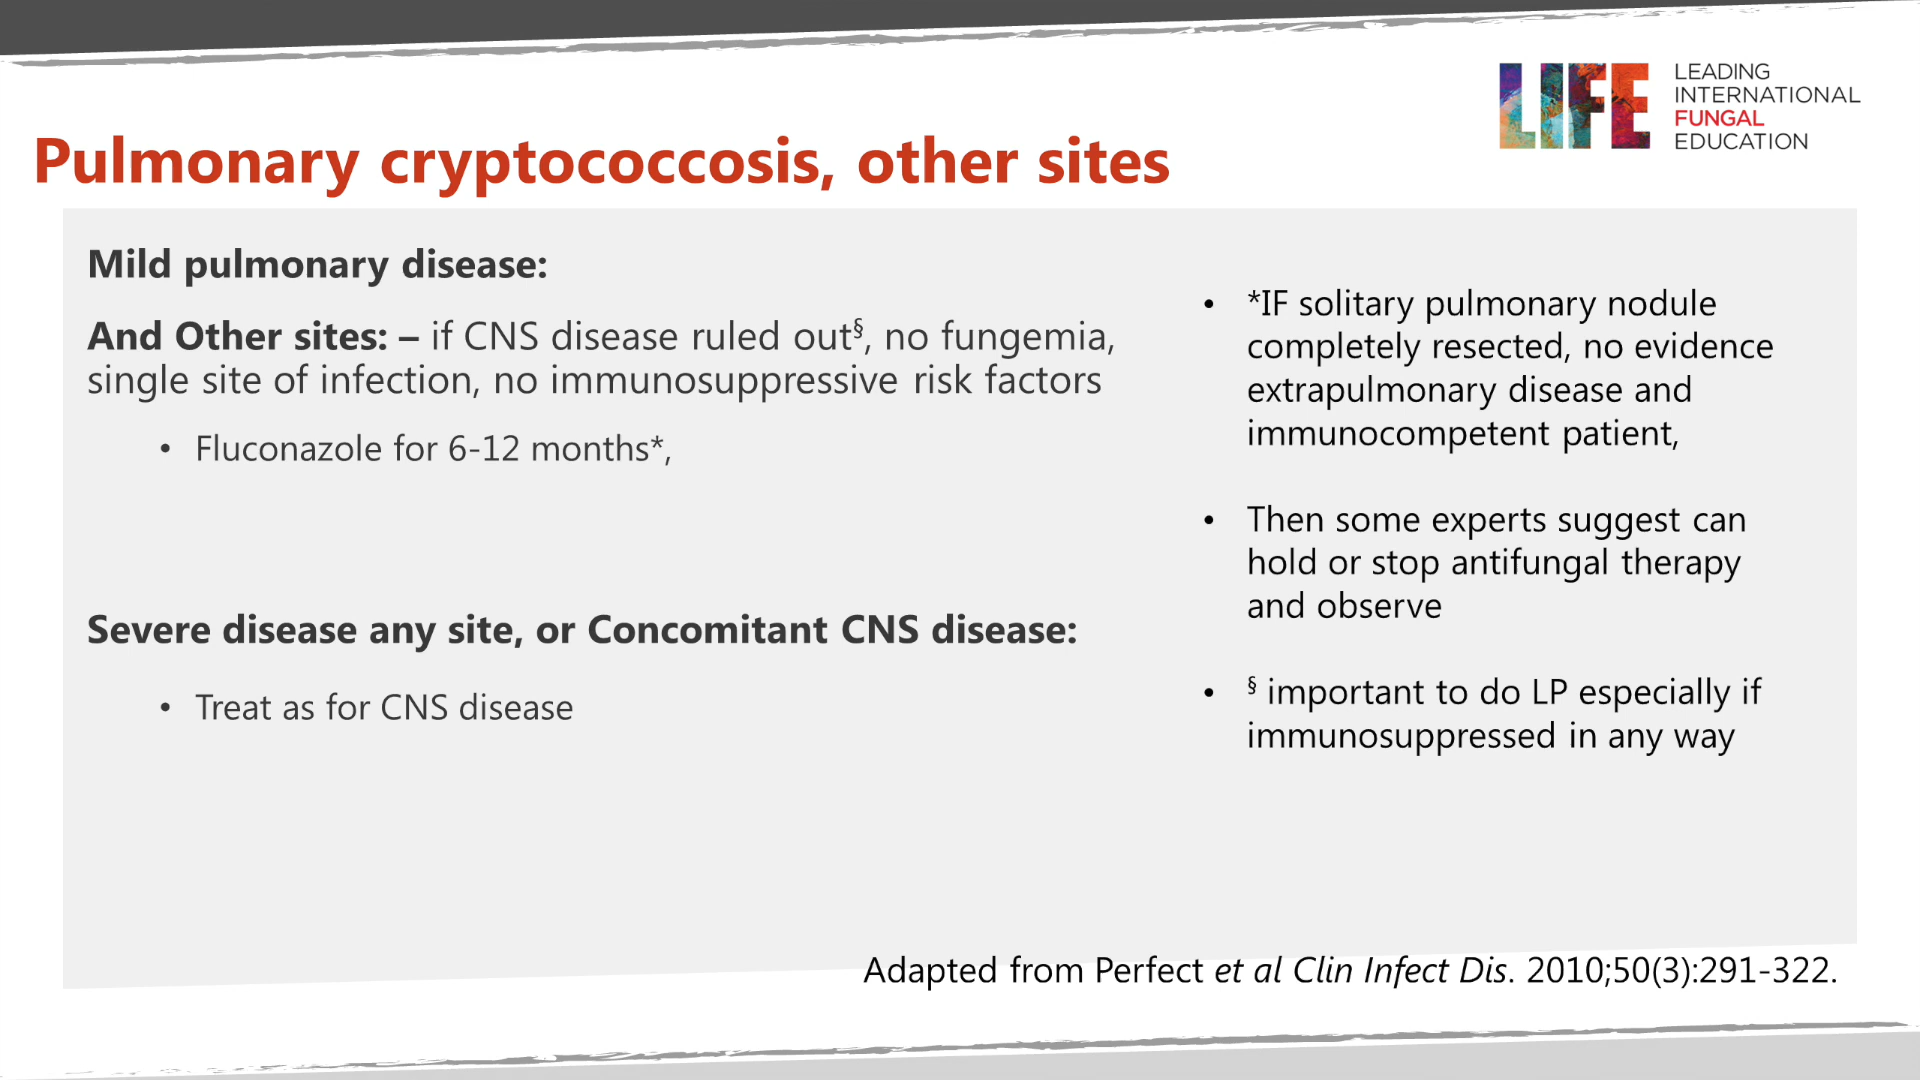 LIFE
LEADING
INTERNATIONAL
FUNGAL
EDUCATION
Pulmonary cryptococcosis, other sites
Mild pulmonary disease:
And Other sites: – if CNS disease ruled out§, no fungemia,
single site of infection, no immunosuppressive risk factors
• Fluconazole for 6-12 months*,
Severe disease any site, or Concomitant CNS disease:
• Treat as for CNS disease
• *IF solitary pulmonary nodule
completely resected, no evidence
extrapulmonary disease and
immunocompetent patient,
• Then some experts suggest can
hold or stop antifungal therapy
and observe
• § important to do LP especially if
immunosuppressed in any way
Adapted from Perfect et al Clin Infect Dis. 2010;50(3):291-322.